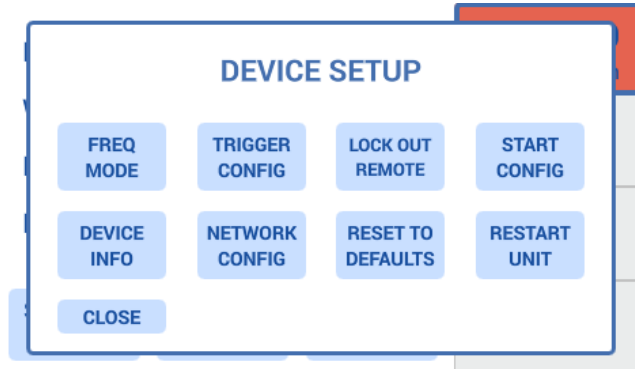 DEVICE SETUP
FREQ
MODE
TRIGGER
CONFIG
LOCK OUT
REMOTE
START
CONFIG
DEVICE
INFO
NETWORK
CONFIG
RESET TO
DEFAULTS
RESTART
UNIT
CLOSE